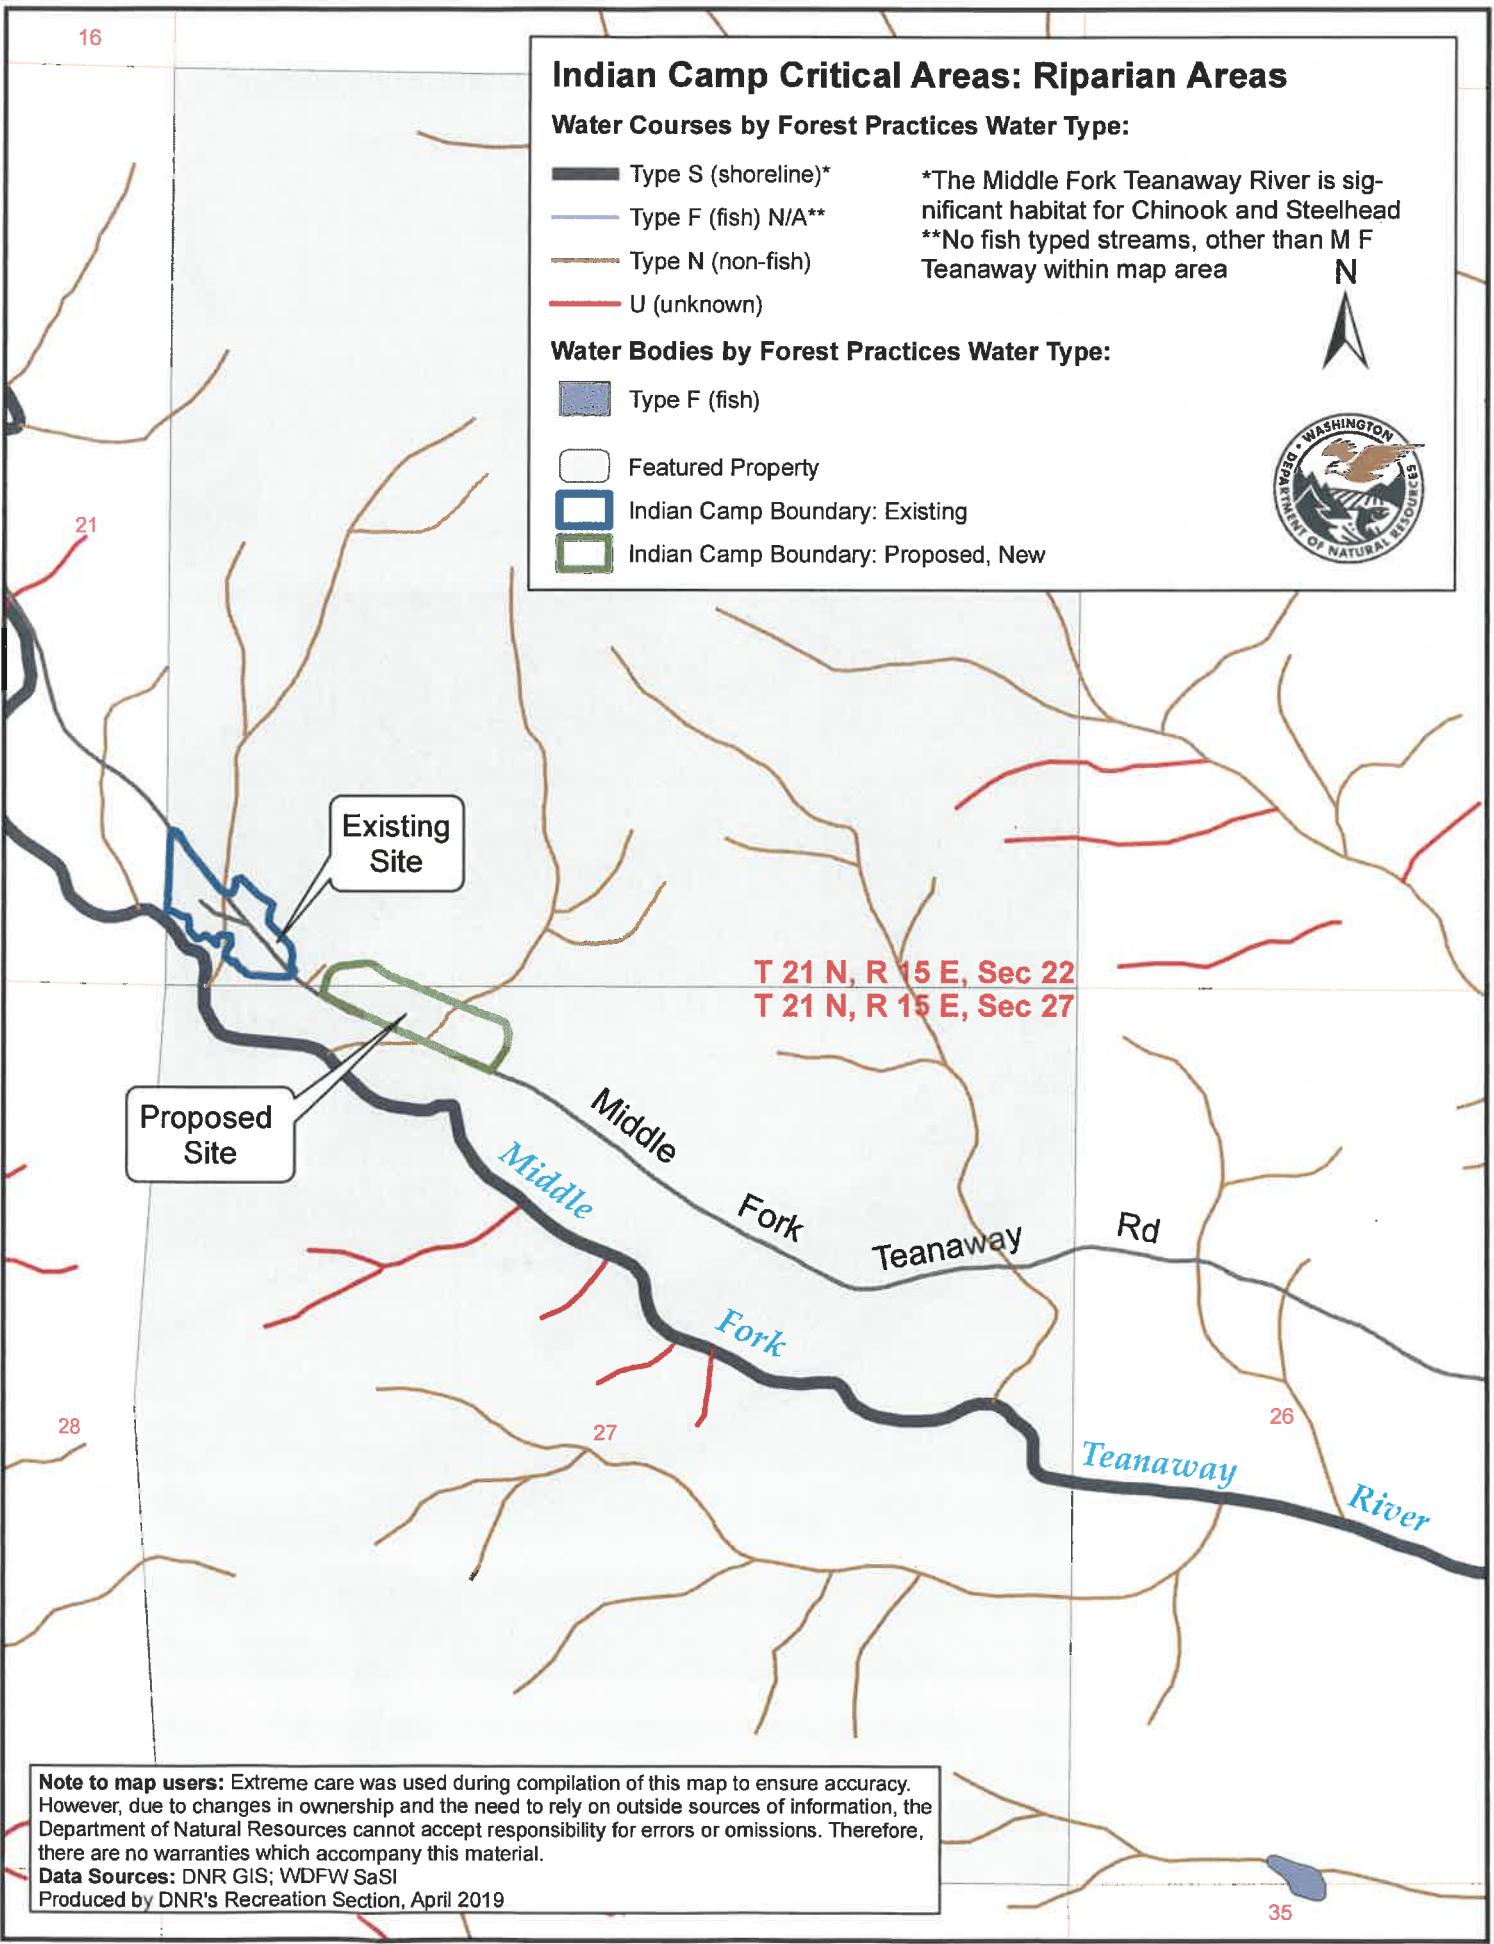 16
Indian Camp Critical Areas: Riparian Areas
Water Courses by Forest Practices Water Type:
Type S (shoreline)*
Type F (fish) N/A**
Type N (non-fish)
U (unknown)
*The Middle Fork Teanaway River is sig-
nificant habitat for Chinook and Steelhead
**No fish typed streams, other than M F
Teanaway within map area
N
Water Bodies by Forest Practices Water Type:
Type F (fish)
Featured Property
Indian Camp Boundary: Existing
Indian Camp Boundary: Proposed, New
WASHINGTON
DEPARTMENT OF NATURAL RESOURCES
21
Existing
Site
T 21 N, R 15 E, Sec 22
T 21 N, R 15 E, Sec 27
Proposed
Site
Middle
Fork
Teanaway
Rd
Middle
Fork
Teanaway
River
28
27
26
35
Note to map users: Extreme care was used during compilation of this map to ensure accuracy.
However, due to changes in ownership and the need to rely on outside sources of information, the
Department of Natural Resources cannot accept responsibility for errors or omissions. Therefore,
there are no warranties which accompany this material.
Data Sources: DNR GIS; WDFW SaSI
Produced by DNR's Recreation Section, April 2019